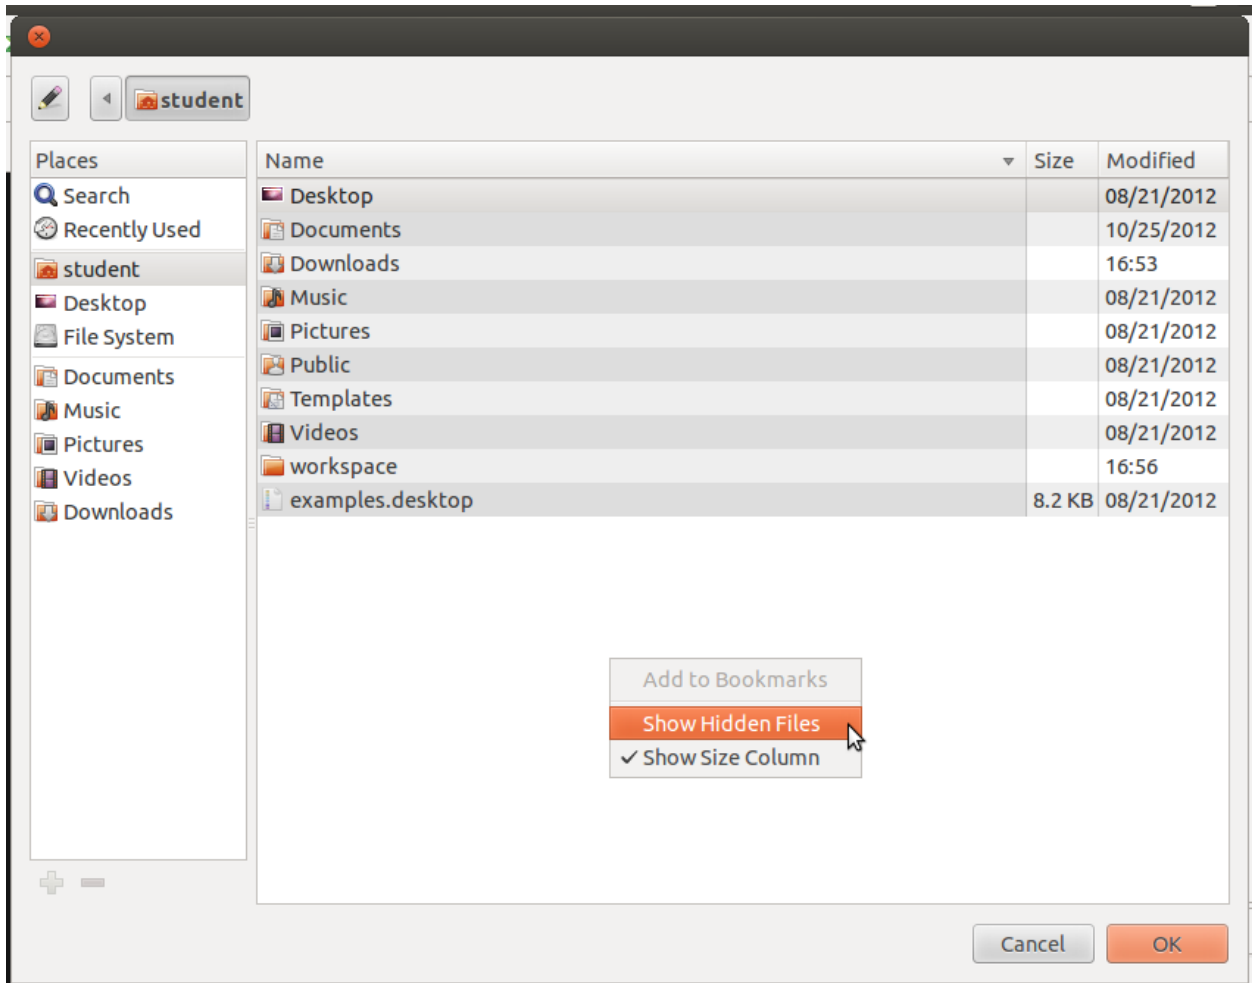 student
Places
Search
Recently Used
student
Desktop
File System
Documents
Music
Pictures
Videos
Downloads
Name Size Modified
Desktop 08/21/2012
Documents 10/25/2012
Downloads 16:53
Music 08/21/2012
Pictures 08/21/2012
Public 08/21/2012
Templates 08/21/2012
Videos 08/21/2012
workspace 16:56
examples.desktop 8.2 KB 08/21/2012
Add to Bookmarks
Show Hidden Files
Show Size Column
Cancel OK